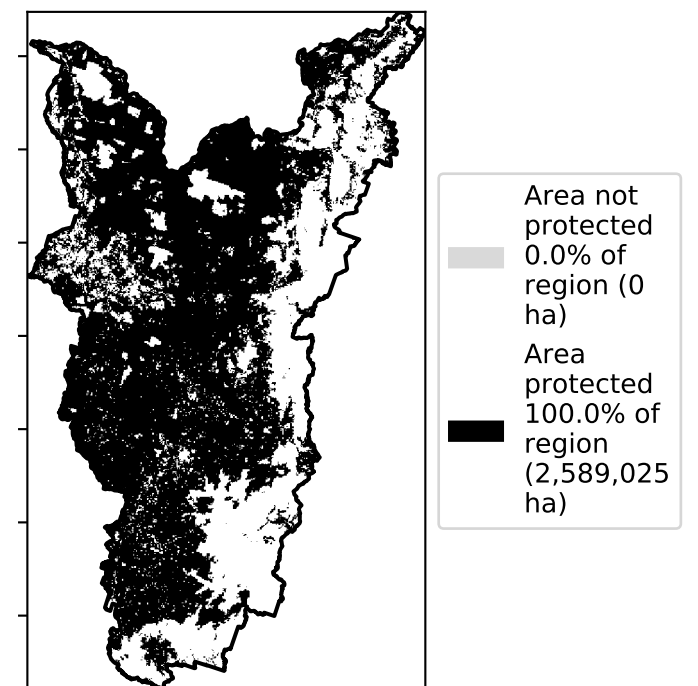 Area not
protected
0.0% of
region (0
ha)
Area
protected
100.0% of
region
(2,589,025
ha)